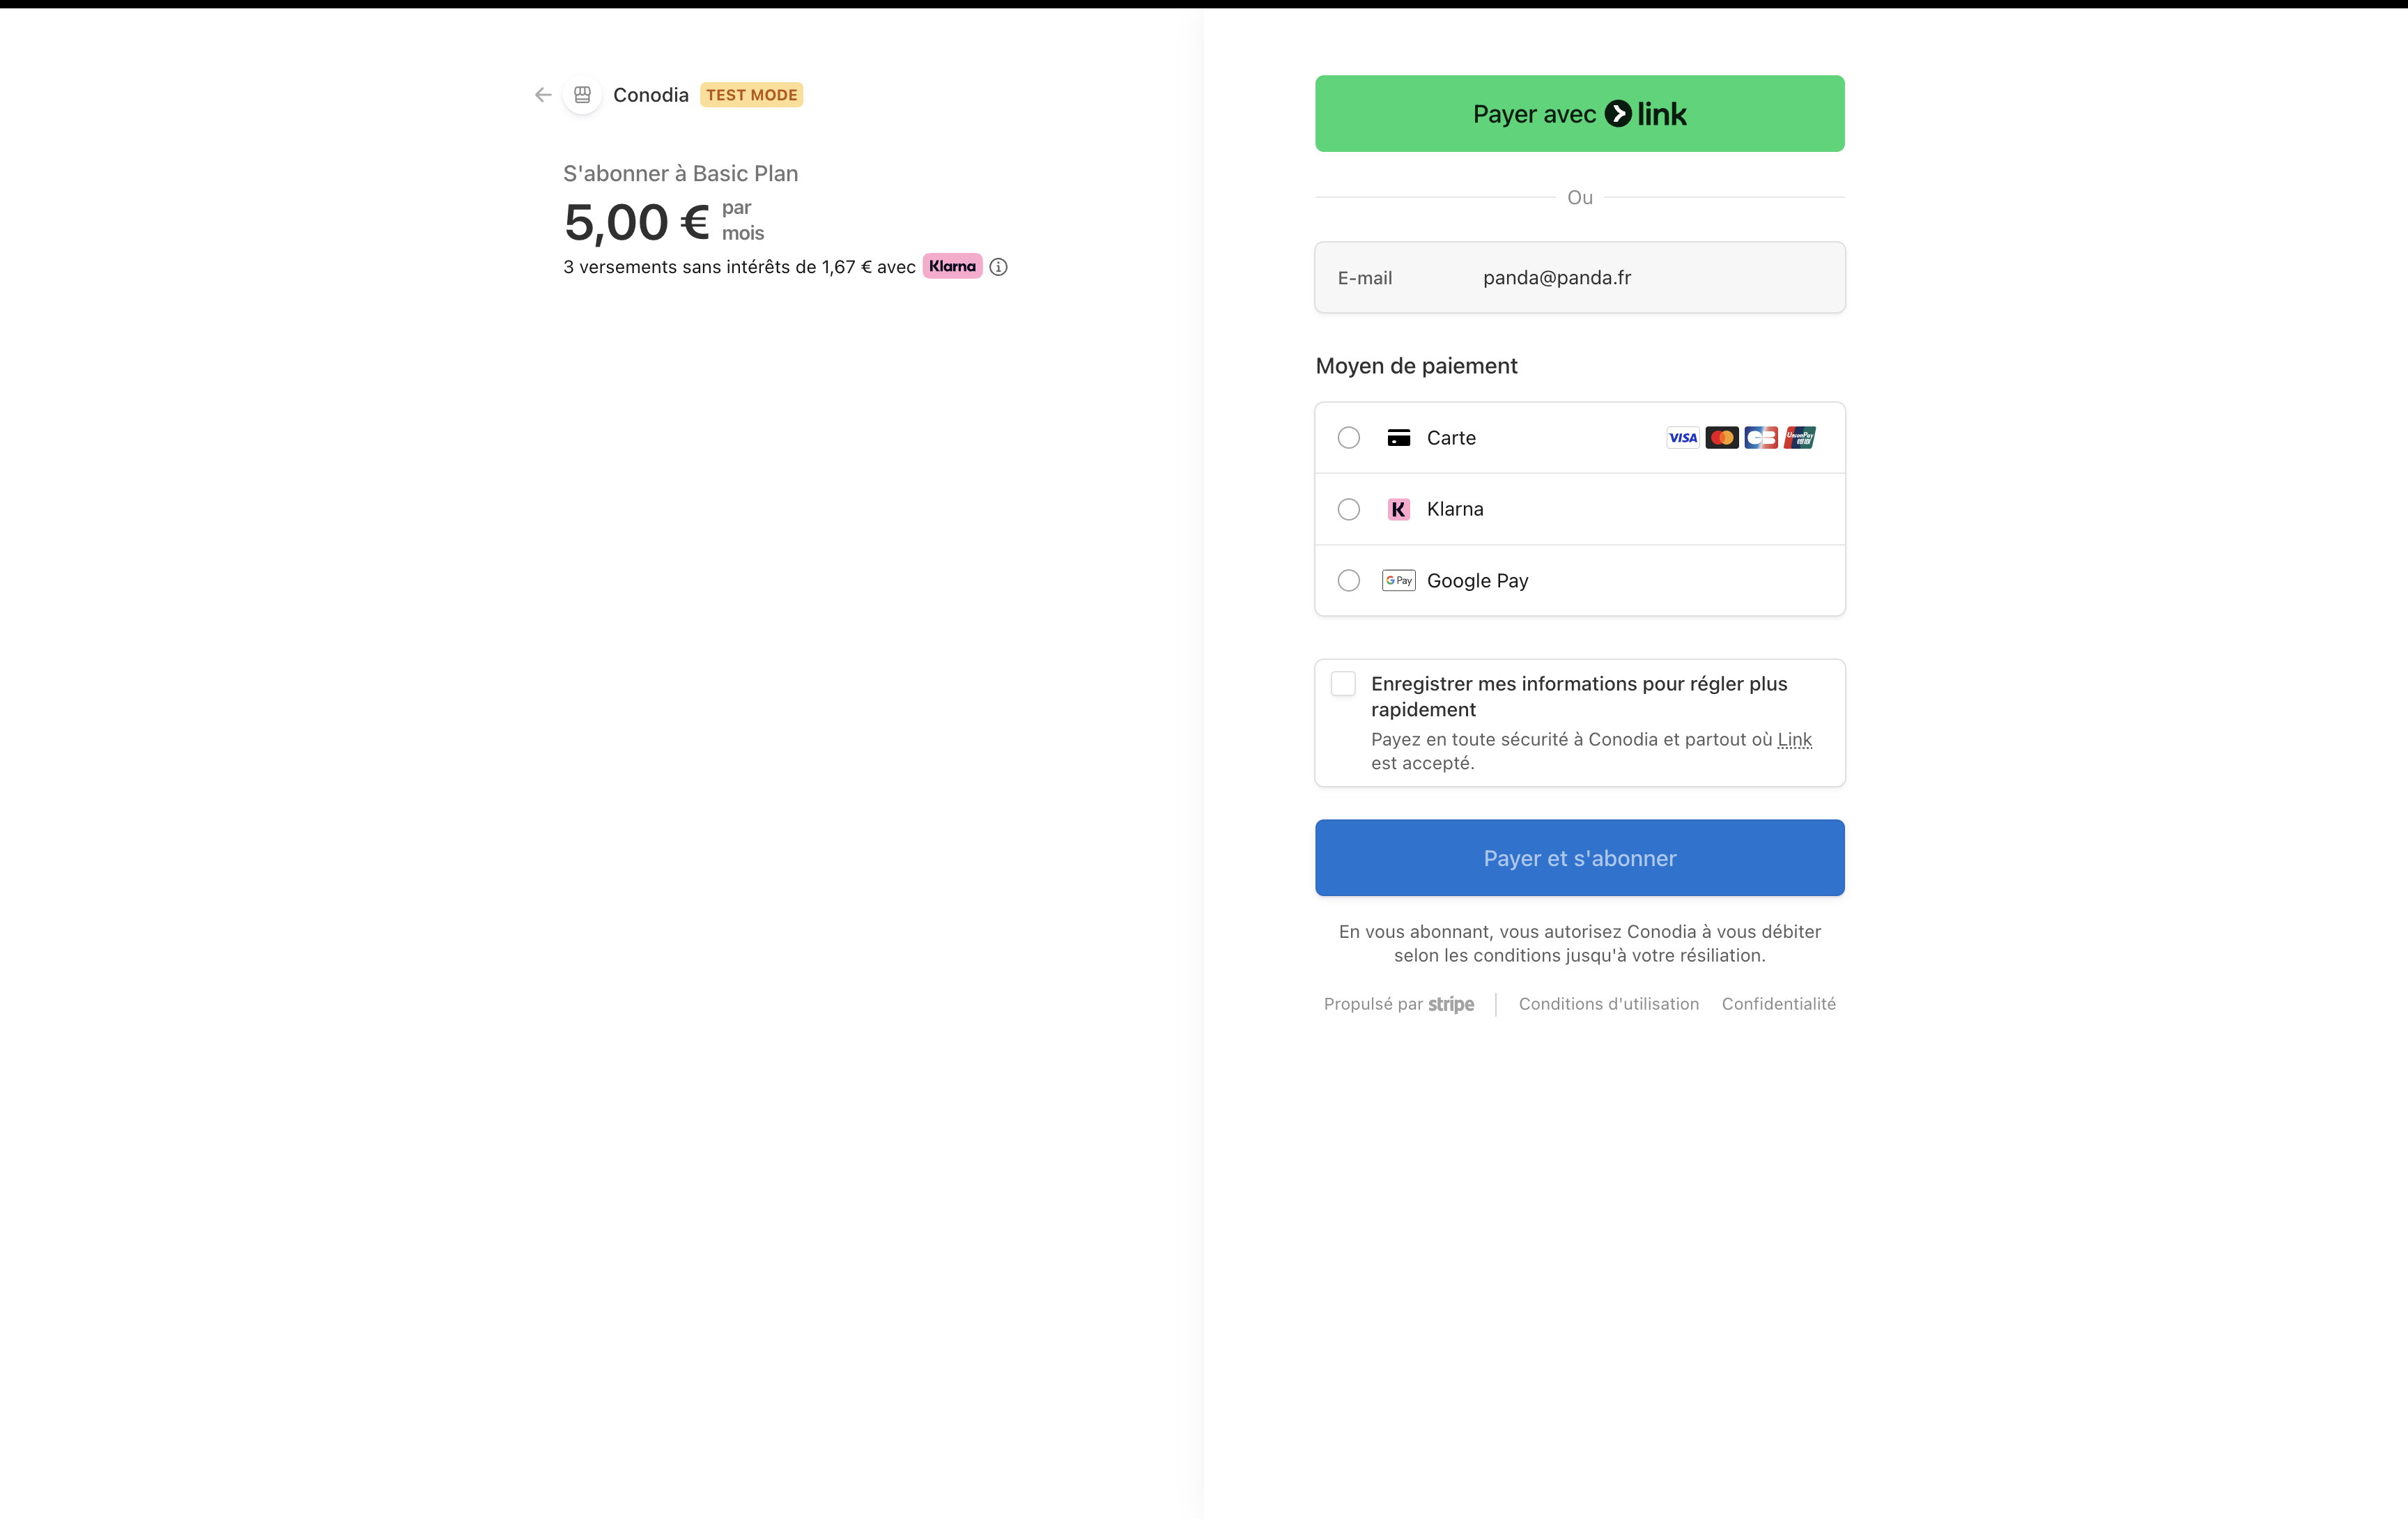 Conodia TEST MODE
S'abonner à Basic Plan
5,00 € par
mois
3 versements sans intérêts de 1,67 € avec Klarna
Payer avec link
Ou
E-mail panda@panda.fr
Moyen de paiement
Carte VISA UnionPay
K Klarna
G Pay Google Pay
Enregistrer mes informations pour régler plus
rapidement
Payez en toute sécurité à Conodia et partout où Link
est accepté.
Payer et s'abonner
En vous abonnant, vous autorisez Conodia à vous débiter
selon les conditions jusqu'à votre résiliation.
Propulsé par stripe Conditions d'utilisation Confidentialité